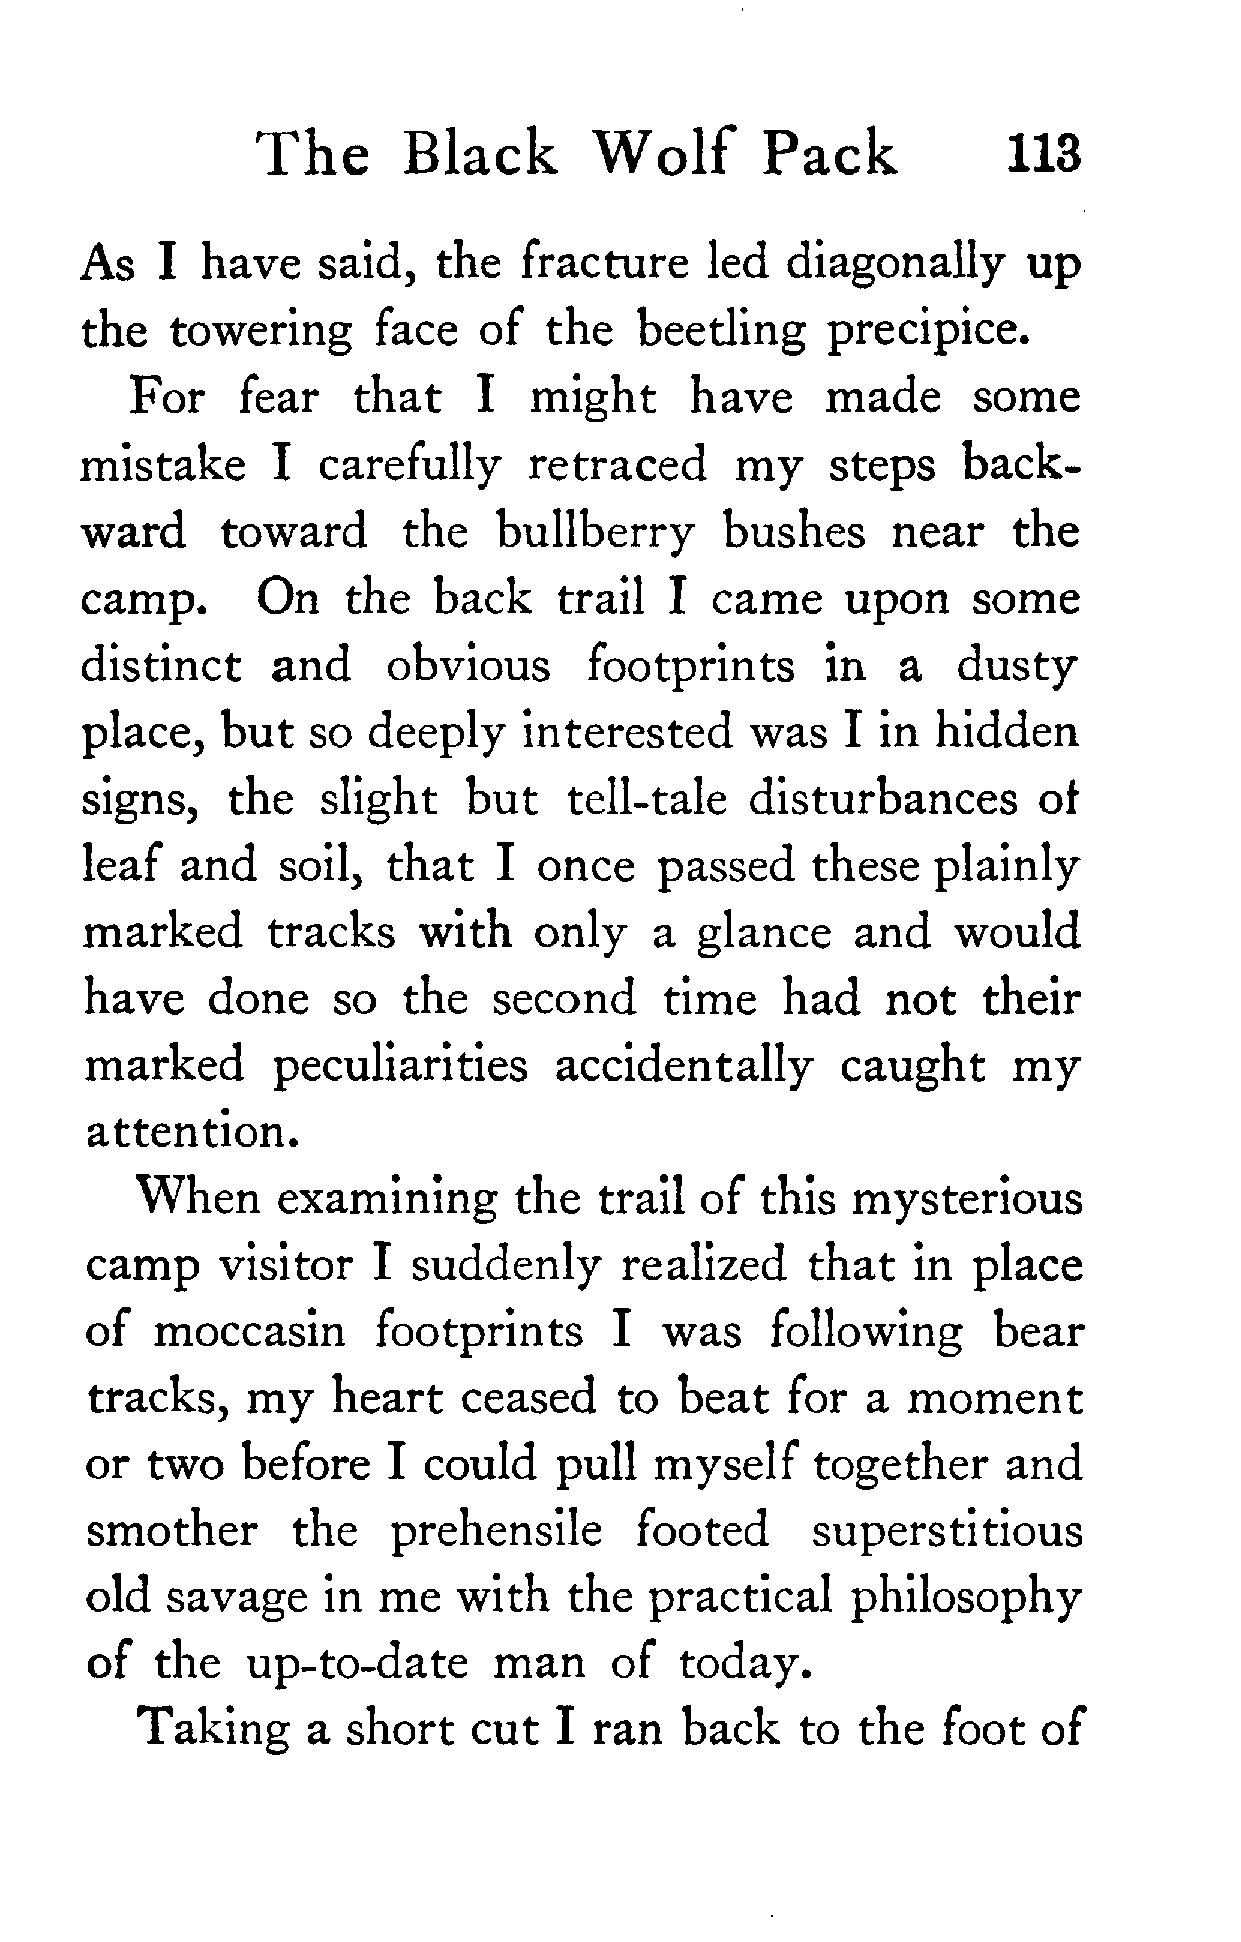 The Black Wolf Pack 113
As I have said, the fracture led diagonally up
the towering face of the beetling precipice.
For fear that I might have made some
mistake I carefully retraced my steps back-
ward toward the bullberry bushes near the
camp. On the back trail I came upon some
distinct and obvious footprints in a dusty
place, but so deeply interested was I in hidden
signs, the slight but tell-tale disturbances of
leaf and soil, that I once passed these plainly
marked tracks with only a glance and would
have done so the second time had not their
marked peculiarities accidentally caught my
attention.
When examining the trail of this mysterious
camp visitor I suddenly realized that in place
of moccasin footprints I was following bear
tracks, my heart ceased to beat for a moment
or two before I could pull myself together and
smother the prehensile footed superstitious
old savage in me with the practical philosophy
of the up-to-date man of today.
Taking a short cut I ran back to the foot of